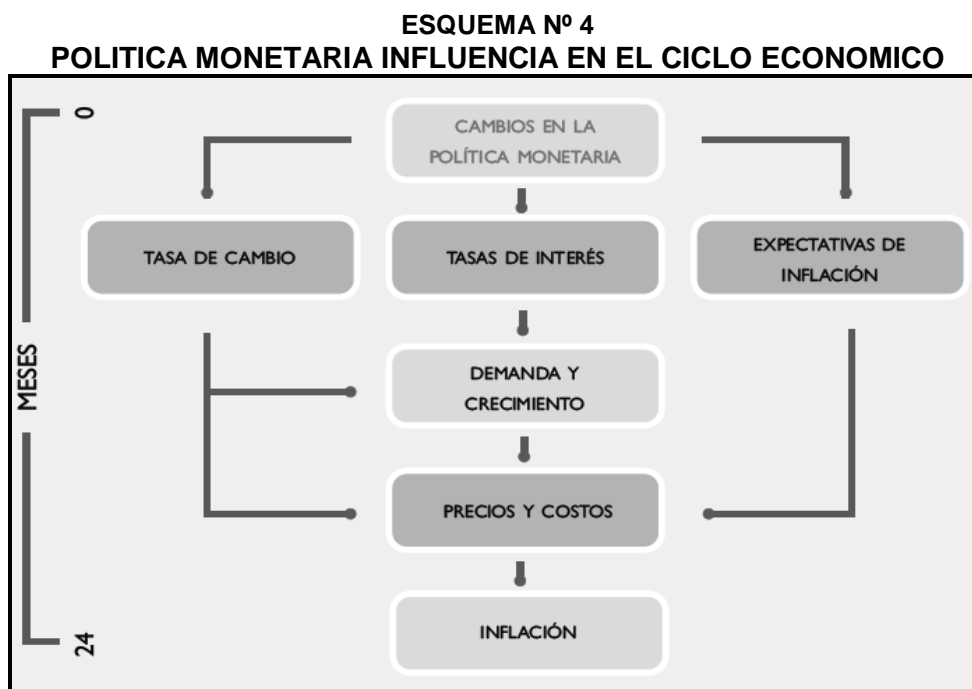 ESQUEMA Nº 4
POLITICA MONETARIA INFLUENCIA EN EL CICLO ECONOMICO
0
CAMBIOS EN LA
POLÍTICA MONETARIA
TASA DE CAMBIO
TASAS DE INTERÉS
EXPECTATIVAS DE
INFLACIÓN
MESES
DEMANDA Y
CRECIMIENTO
PRECIOS Y COSTOS
INFLACIÓN
24